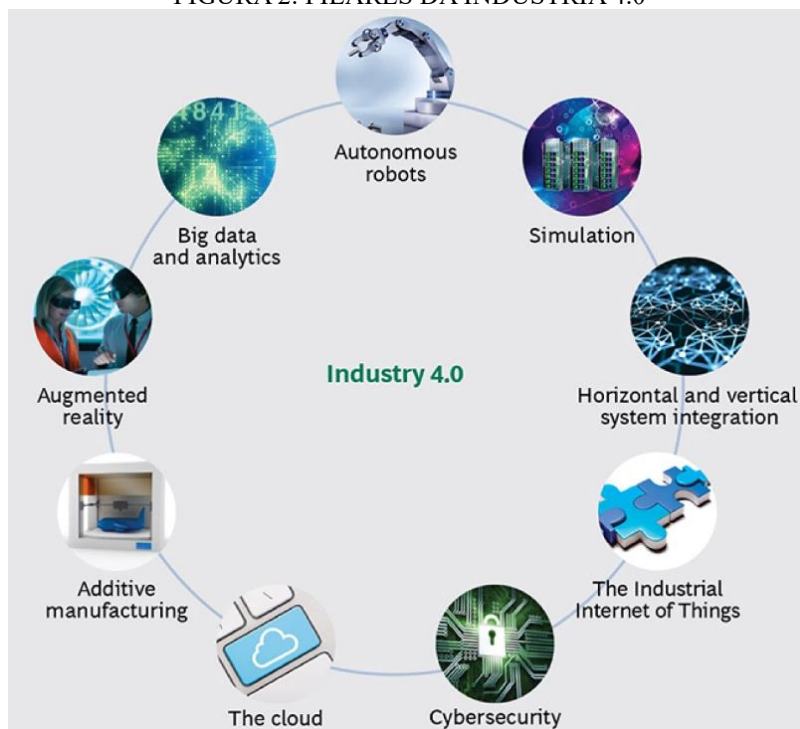 FIGURA 2: PILARES DA INDÚSTRIA 4.0
Autonomous
robots
Simulation
Horizontal and vertical
system integration
The Industrial
Internet of Things
Cybersecurity
The cloud
Additive
manufacturing
Augmented
reality
Big data
and analytics
Industry 4.0